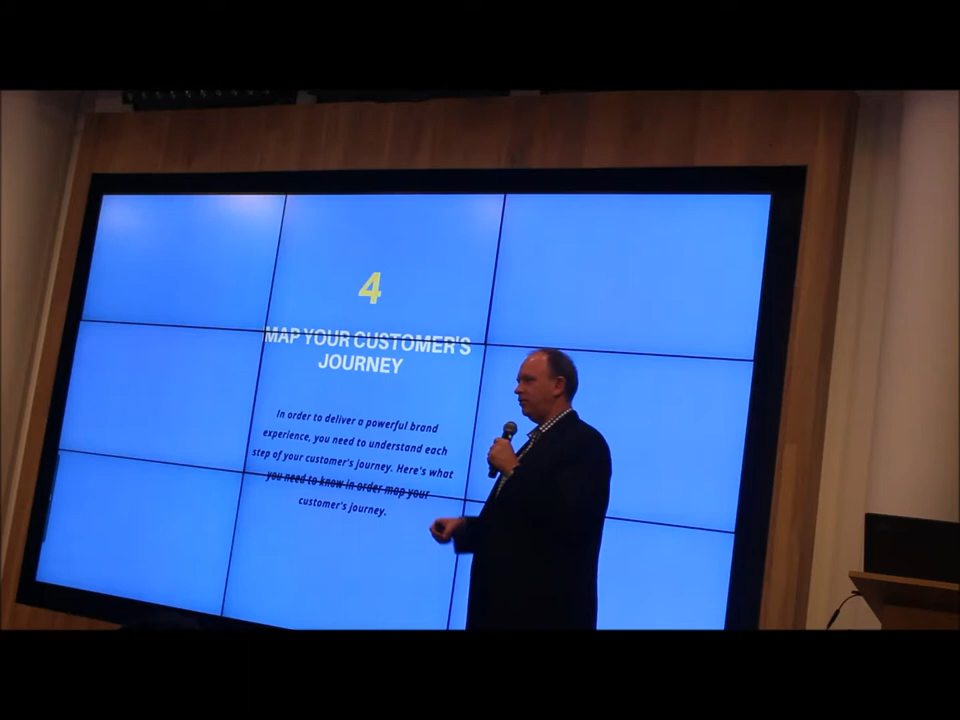 4
MAP YOUR CUSTOMER'S
JOURNEY
In order to deliver a powerful brand
experience, you need to understand each
step of your customer's journey. Here's what
you need to know in order map your
customer's journey.